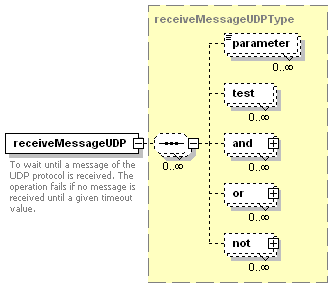 receiveMessageUDPType
parameter
0..∞
test
0..∞
receiveMessageUDP
and
0..∞
0..∞
To wait until a message of the
UDP protocol is received. The
operation fails if no message is
received until a given timeout
value.
or
0..∞
not
0..∞